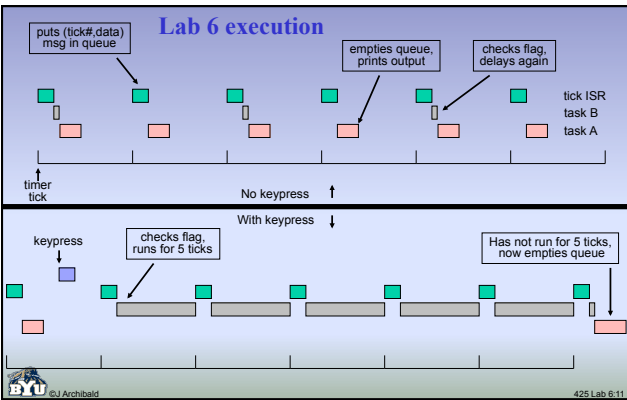 Lab 6 execution
puts (tick#,data)
msg in queue
empties queue,
prints output
checks flag,
delays again
tick ISR
task B
task A
timer
tick
No keypress
With keypress
keypress
checks flag,
runs for 5 ticks
Has not run for 5 ticks,
now empties queue
BYU
©J Archibald
425 Lab 6:11